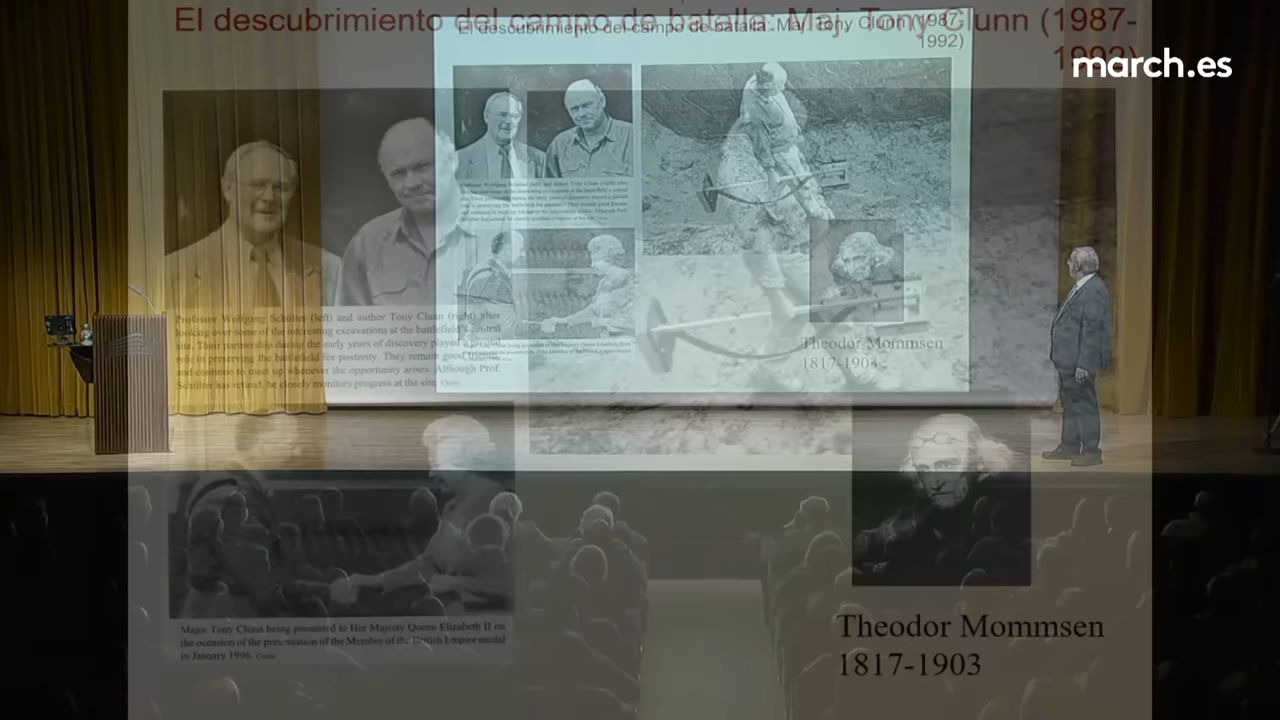 El descubrimiento del campo de batalla: Maj. Tony Clunn (1987-
1992)
march.es
El descubrimiento del campo de batalla: Maj. Tony Clunn (1987-
1992)
Professor Wolfgang Schlüter (left) and author Tony Clunn (right) after
looking over some of the interesting excavations at the battlefield's central
site. Their partnership during the early years of discovery played a pivotal
role in preserving the battlefield for posterity. They remain good friends
and continue to meet up whenever the opportunity arises. Although Prof.
Schlüter has retired, he closely monitors progress at the site. Clunn
Theodor Mommsen
1817-1903
Major Tony Clunn being presented to Her Majesty Queen Elizabeth II on
the occasion of the presentation of the Member of the British Empire medal
in January 1996. Clunn
Theodor Mommsen
1817-1903